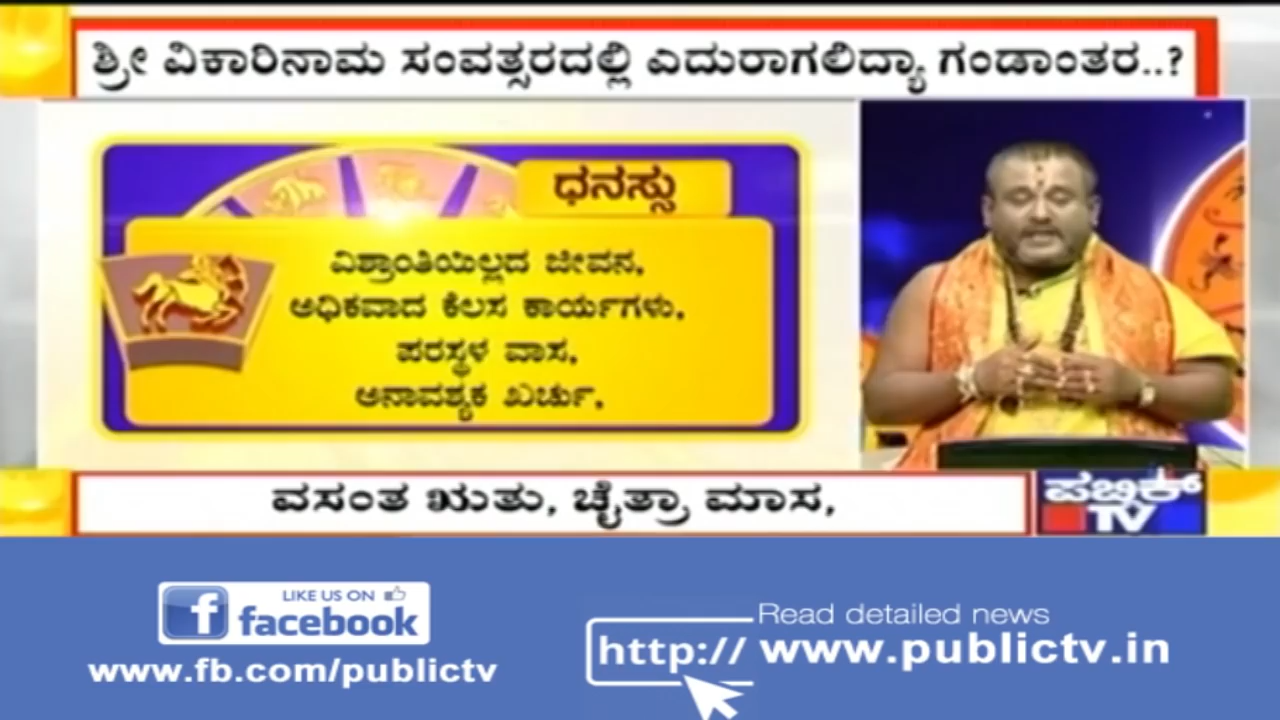 ಶ್ರೀ ವಿಕಾರಿನಾಮ ಸಂವತ್ಸರದಲ್ಲಿ ಎದುರಾಗಲಿದ್ಯಾ ಗಂಡಾಂತರ..?
ಧನಸ್ಸು
ವಿಶ್ರಾಂತಿಯಿಲ್ಲದ ಜೀವನ,
ಅಧಿಕವಾದ ಕೆಲಸ ಕಾರ್ಯಗಳು,
ಪರಸ್ಥಳ ವಾಸ,
ಅನಾವಶ್ಯಕ ಖರ್ಚು,
ವಸಂತ ಋತು, ಚೈತ್ರಾ ಮಾಸ,
ಪಬ್ಲಿಕ್
TV
LIKE US ON
f facebook
www.fb.com/publictv
Read detailed news
http:// www.publictv.in